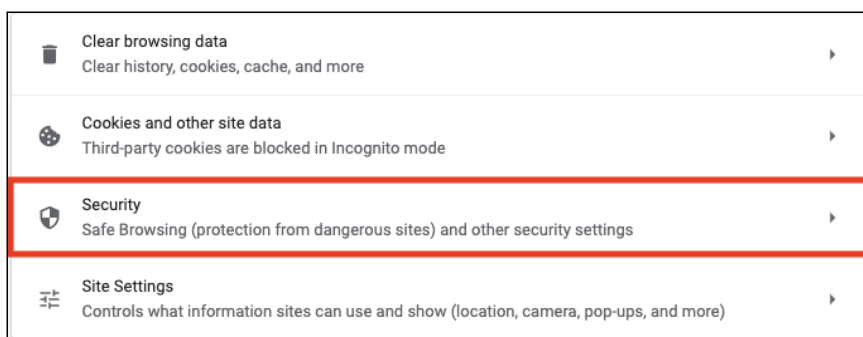 Clear browsing data
Clear history, cookies, cache, and more
Cookies and other site data
Third-party cookies are blocked in Incognito mode
Security
Safe Browsing (protection from dangerous sites) and other security settings
Site Settings
Controls what information sites can use and show (location, camera, pop-ups, and more)